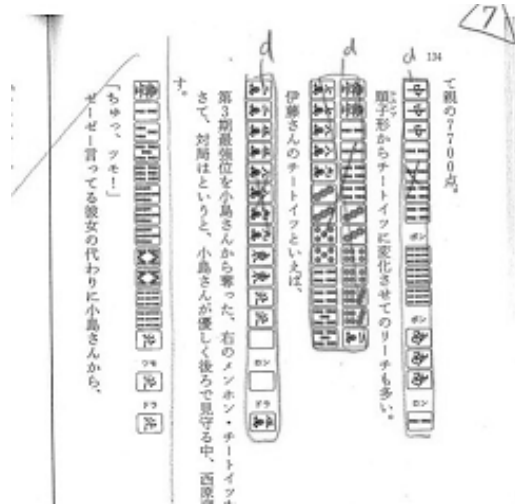 7
134
d
d
d
て親の7700点。
ポン
ポン
ロン
順子形からチートイツに変化させてのリーチも多い。
シュンツ
伊藤さんのチートイツといえば、
ロン
ドラ
第3期最強位を小島さんから奪った、右のメンホン・チートイツ
さて、対局はというと、小島さんが優しく後ろで見守る中、西原
す。
ツモ
ドラ
「ちゅっ、ツモ！」
ゼーゼー言ってる彼女の代わりに小島さんから、